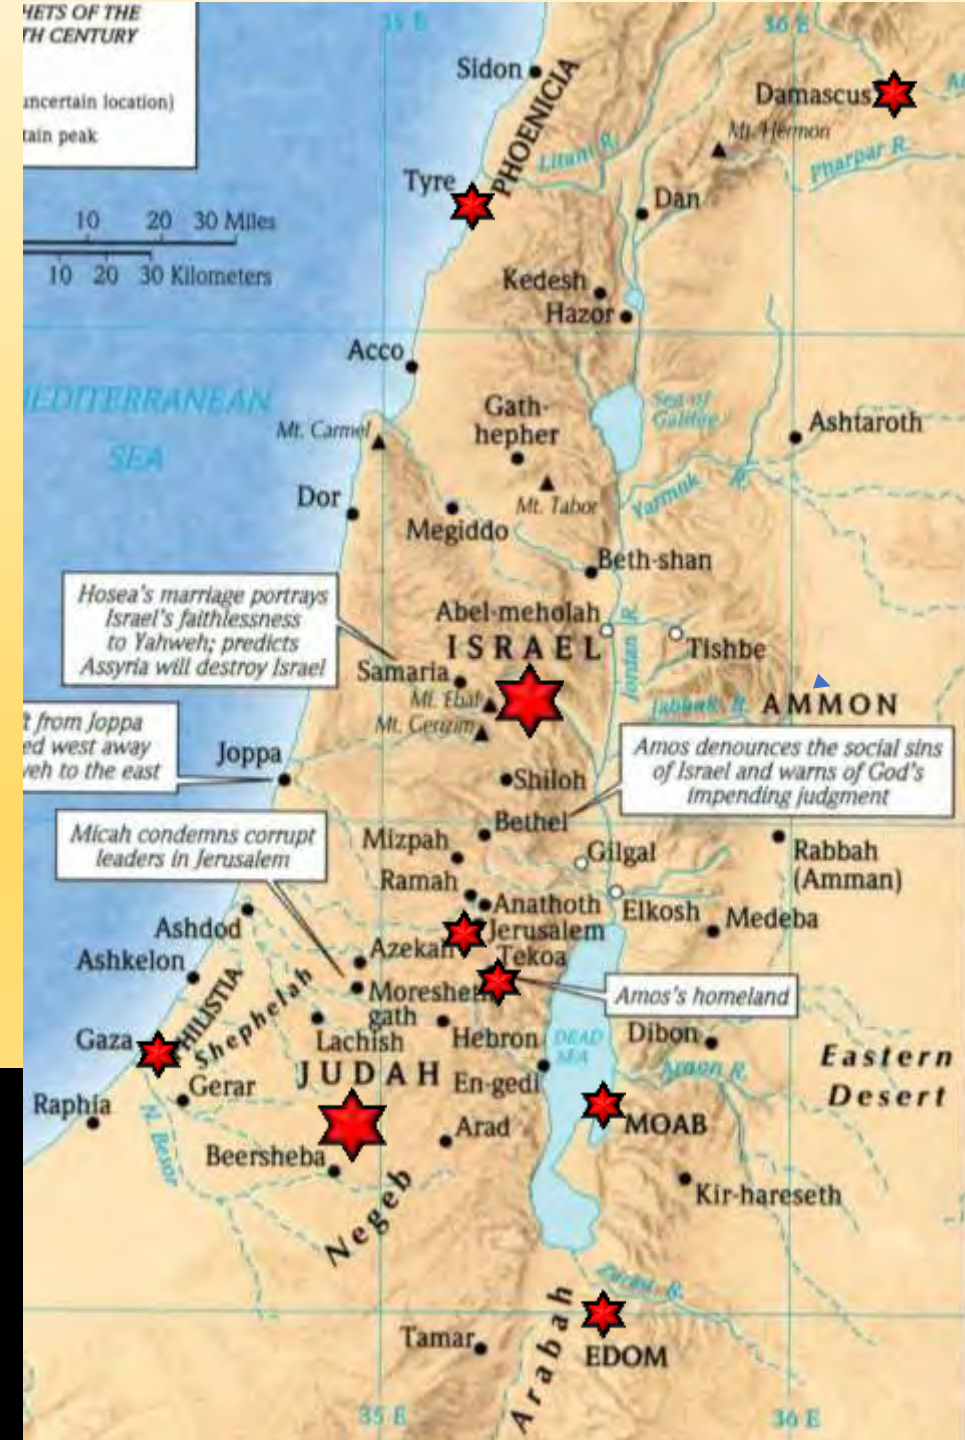 HETS OF THE
TH CENTURY
uncertain location)
tain peak
10 20 30 Miles
10 20 30 Kilometers
35 E
36 E
Sidon
PHOENICIA
Damascus
Mt. Hermon
Litani R.
Pharpar R.
Tyre
Dan
Kedesh
Hazor
Acco
MEDITERRANEAN
SEA
Sea of
Galilee
Gath-
hepher
Ashtaroth
Mt. Carmel
Mt. Tabor
Dor
Yarmuk
R.
Megiddo
Beth-shan
Hosea's marriage portrays
Israel's faithlessness
to Yahweh; predicts
Assyria will destroy Israel
Abel-meholah
ISRAEL
Jordan R.
Tishbe
Samaria
Mt. Ebal
Mt. Gerizim
Jabbok R.
AMMON
t from Joppa
ed west away
veh to the east
Joppa
Amos denounces the social sins
of Israel and warns of God's
impending judgment
Shiloh
Bethel
Micah condemns corrupt
leaders in Jerusalem
Mizpah
Gilgal
Rabbah
(Amman)
Ramah
Anathoth
Elkosh
Medeba
Ashdod
Jerusalem
Azekah
Tekoa
Ashkelon
PHILISTIA
Shephelah
Moresheth
gath
Amos's homeland
Gaza
Lachish
Hebron
DEAD
SEA
Dibon
Arnon R.
Eastern
Desert
JUDAH
En-gedi
Gerar
Raphia
MOAB
N. Besor
Arad
Beersheba
Negeb
Kir-hareseth
Zered R.
Arabah
Tamar
EDOM
35 E
36 E